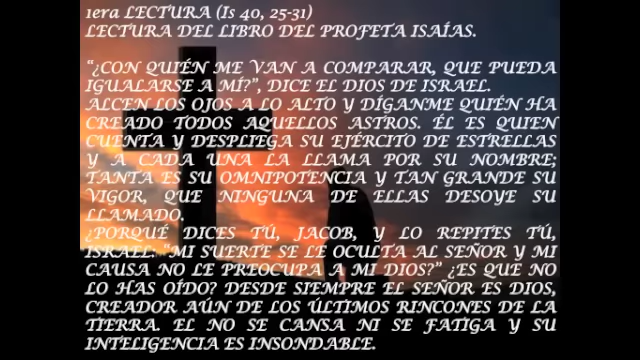 1era LECTURA (Is 40, 25-31)
LECTURA DEL LIBRO DEL PROFETA ISAÍAS.
“¿CON QUIÉN ME VAN A COMPARAR, QUE PUEDA
IGUALARSE A MÍ?”, DICE EL DIOS DE ISRAEL.
ALCEN LOS OJOS A LO ALTO Y DÍGANME QUIÉN HA
CREADO TODOS AQUELLOS ASTROS. ÉL ES QUIEN
CUENTA Y DESPLIEGA SU EJÉRCITO DE ESTRELLAS
Y A CADA UNA LA LLAMA POR SU NOMBRE;
TANTA ES SU OMNIPOTENCIA Y TAN GRANDE SU
VIGOR, QUE NINGUNA DE ELLAS DESOYE SU
LLAMADO.
¿PORQUÉ DICES TÚ, JACOB, Y LO REPITES TÚ,
ISRAEL: “MI SUERTE SE LE OCULTA AL SEÑOR Y MI
CAUSA NO LE PREOCUPA A MI DIOS?” ¿ES QUE NO
LO HAS OÍDO? DESDE SIEMPRE EL SEÑOR ES DIOS,
CREADOR AÚN DE LOS ÚLTIMOS RINCONES DE LA
TIERRA. EL NO SE CANSA NI SE FATIGA Y SU
INTELIGENCIA ES INSONDABLE.